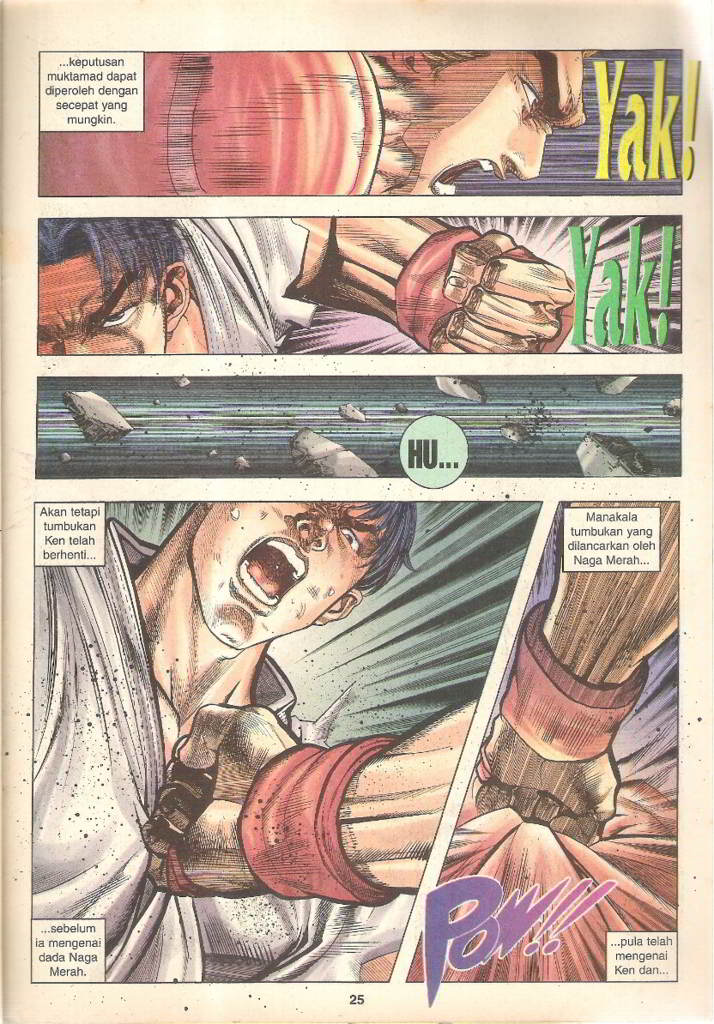 ...keputusan
muktamad dapat
diperoleh dengan
secepat yang
mungkin.
Yak!
Yak!
HU...
Akan tetapi
tumbukan
Ken telah
berhenti...
Manakala
tumbukan yang
dilancarkan oleh
Naga Merah...
...sebelum
ia mengenai
dada Naga
Merah.
POW!!!
...pula telah
mengenai
Ken dan...
25